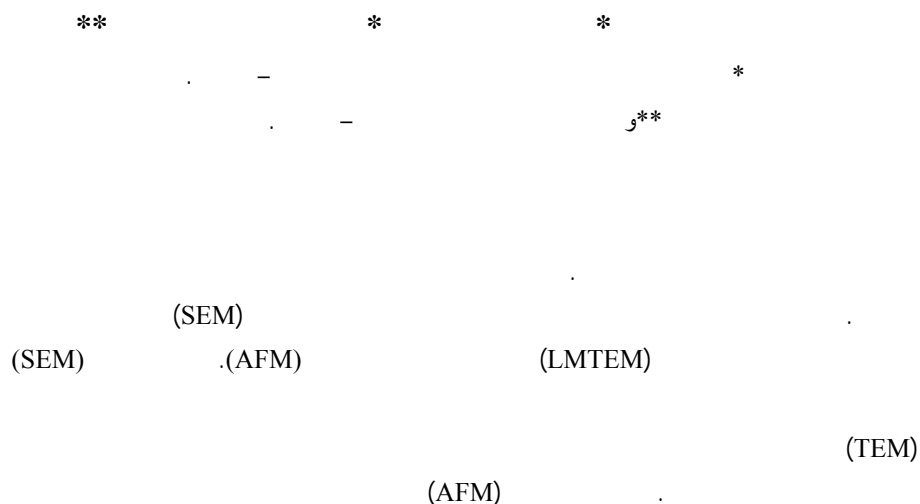 * * **
* – .
**و – .
.
. (SEM)
(LMTEM) (AFM). (SEM)
(TEM)
. (AFM)